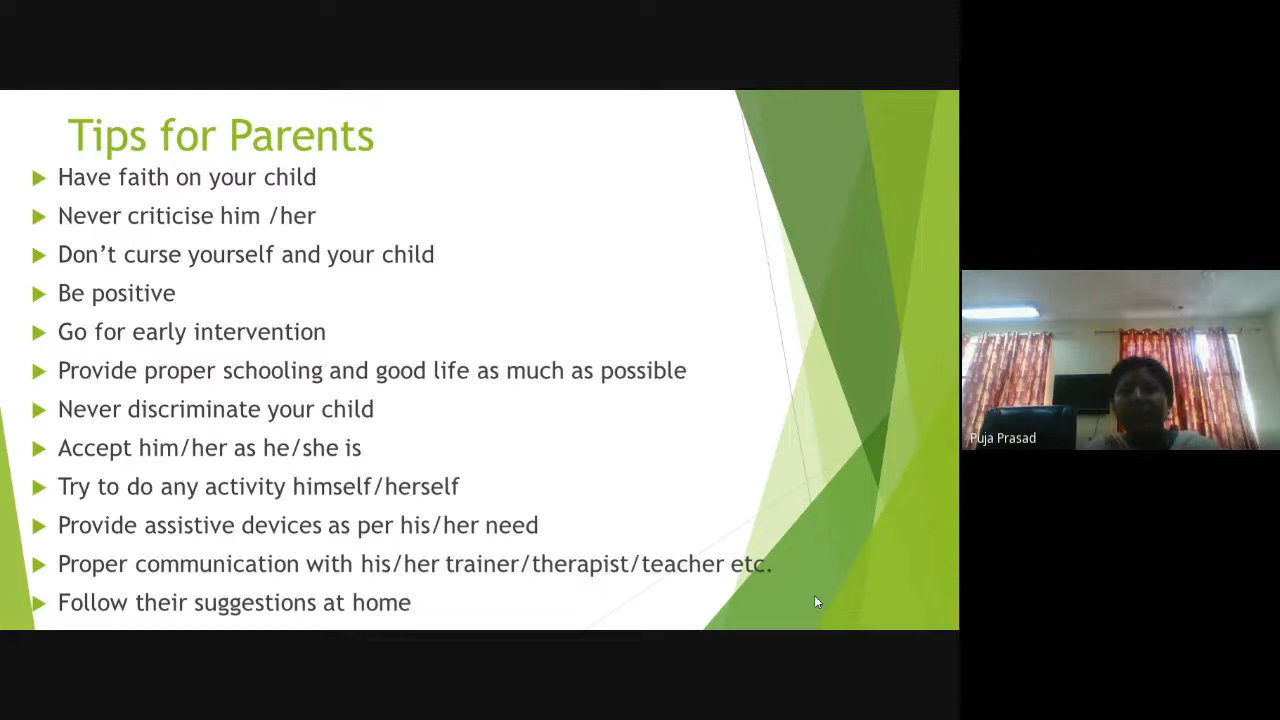 Tips for Parents
Have faith on your child
Never criticise him /her
Don’t curse yourself and your child
Be positive
Go for early intervention
Provide proper schooling and good life as much as possible
Never discriminate your child
Accept him/her as he/she is
Try to do any activity himself/herself
Provide assistive devices as per his/her need
Proper communication with his/her trainer/therapist/teacher etc.
Follow their suggestions at home
Puja Prasad